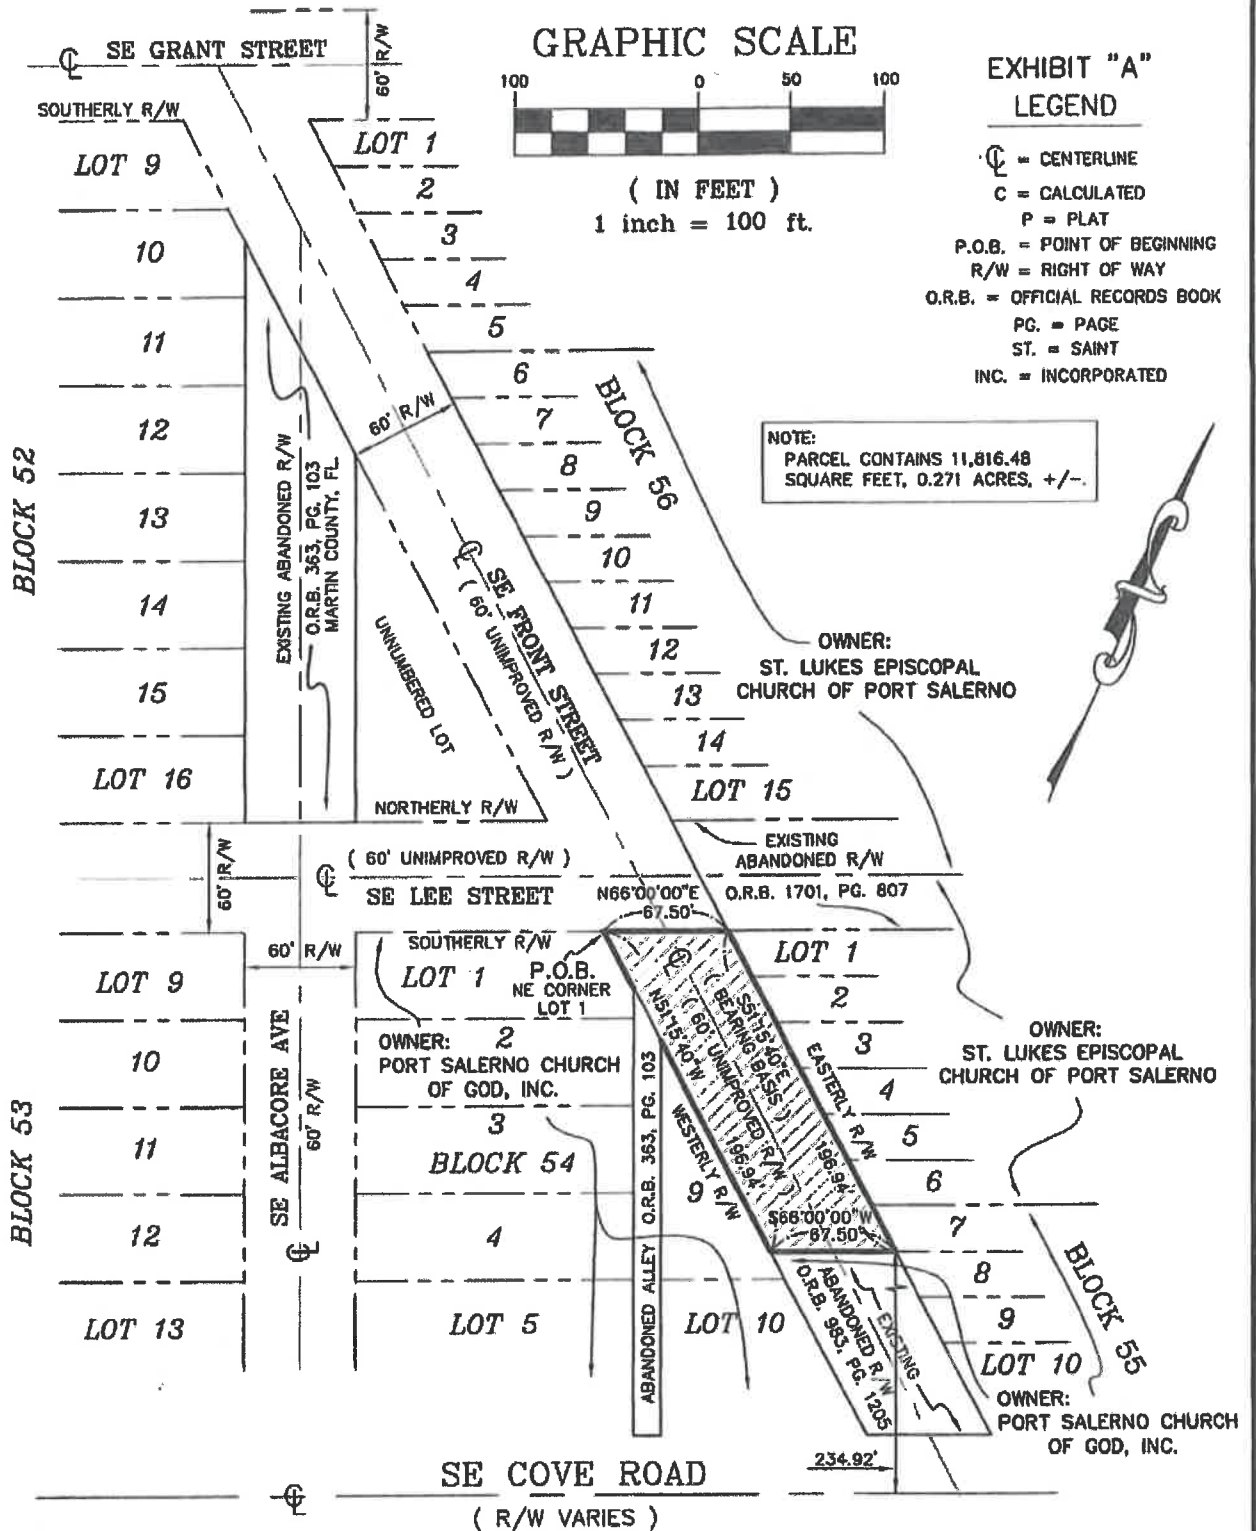 SE GRANT STREET
60' R/W
SOUTHERLY R/W
GRAPHIC SCALE
100 0 50 100
( IN FEET )
1 inch = 100 ft.
EXHIBIT "A"
LEGEND
℄ = CENTERLINE
C = CALCULATED
P = PLAT
P.O.B. = POINT OF BEGINNING
R/W = RIGHT OF WAY
O.R.B. = OFFICIAL RECORDS BOOK
PG. = PAGE
ST. = SAINT
INC. = INCORPORATED
NOTE:
PARCEL CONTAINS 11,816.48
SQUARE FEET, 0.271 ACRES, +/-.
BLOCK 52
LOT 9
10
11
12
13
14
15
LOT 16
EXISTING ABANDONED R/W
O.R.B. 363, PG. 103
MARTIN COUNTY, FL.
UNNUMBERED LOT
NORTHERLY R/W
60' R/W
℄ SE FRONT STREET
( 60' UNIMPROVED R/W )
LOT 1
2
3
4
5
6
7
8
9
10
11
12
13
14
LOT 15
BLOCK 56
OWNER:
ST. LUKES EPISCOPAL
CHURCH OF PORT SALERNO
EXISTING
ABANDONED R/W
O.R.B. 1701, PG. 807
60' R/W
( 60' UNIMPROVED R/W )
℄ SE LEE STREET
N66°00'00"E
67.50'
SOUTHERLY R/W
60' R/W
P.O.B.
NE CORNER
LOT 1
BLOCK 53
LOT 9
10
11
12
LOT 13
SE ALBACORE AVE
60' R/W
℄
LOT 1
2
OWNER:
PORT SALERNO CHURCH
OF GOD, INC.
3
BLOCK 54
4
LOT 5
ABANDONED ALLEY O.R.B. 363, PG. 103
9
LOT 10
WESTERLY R/W
N51°15'40"W
196.94'
℄
( 60' UNIMPROVED R/W )
S51°15'40"E
( BEARING BASIS )
196.94'
EASTERLY R/W
S66°00'00"W
67.50'
LOT 1
2
3
4
5
6
7
8
9
LOT 10
BLOCK 55
OWNER:
ST. LUKES EPISCOPAL
CHURCH OF PORT SALERNO
EXISTING
ABANDONED R/W
O.R.B. 983, PG. 1205
OWNER:
PORT SALERNO CHURCH
OF GOD, INC.
234.92'
SE COVE ROAD
( R/W VARIES )
℄